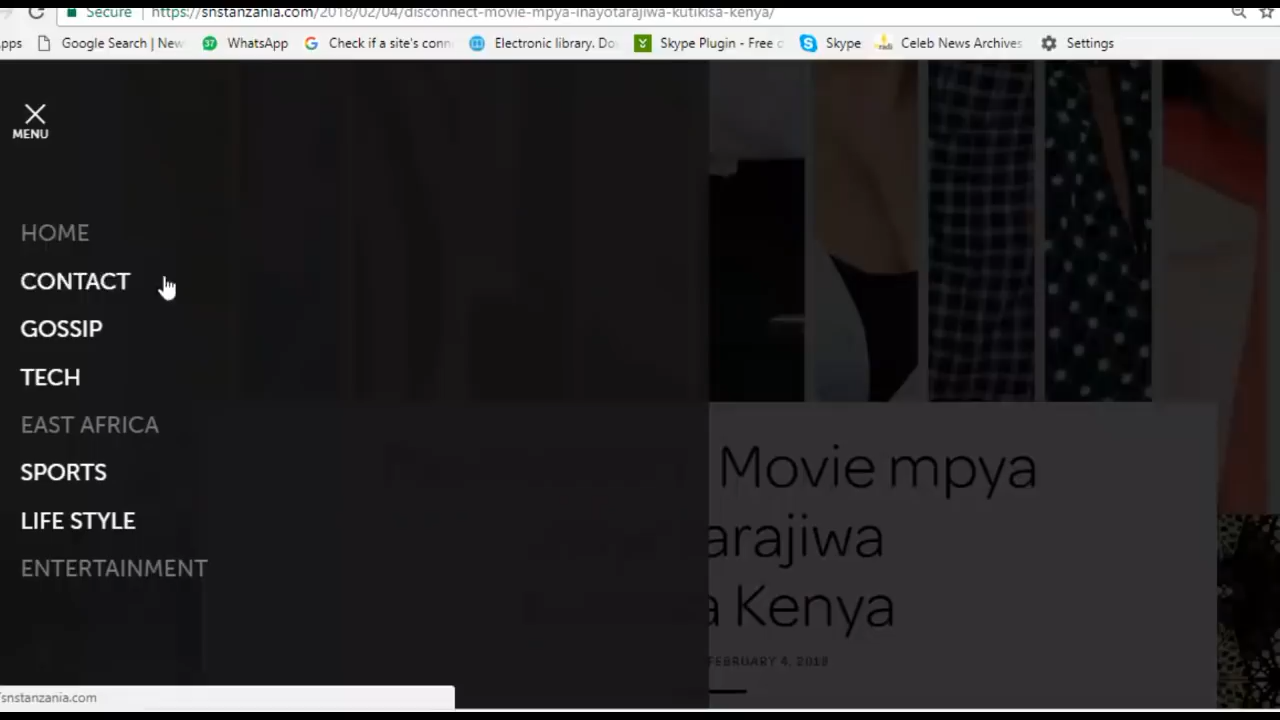 Secure | https://snstanzania.com/2018/02/04/disconnect-movie-mpya-inayotarajiwa-kutikisa-kenya/
pps Google Search | New WhatsApp Check if a site's conn Electronic library. Do Skype Plugin - Free c Skype Celeb News Archives Settings
MENU
HOME
CONTACT
GOSSIP
TECH
EAST AFRICA
SPORTS
LIFE STYLE
ENTERTAINMENT
Movie mpya
arajiwa
a Kenya
FEBRUARY 4, 2018
snstanzania.com